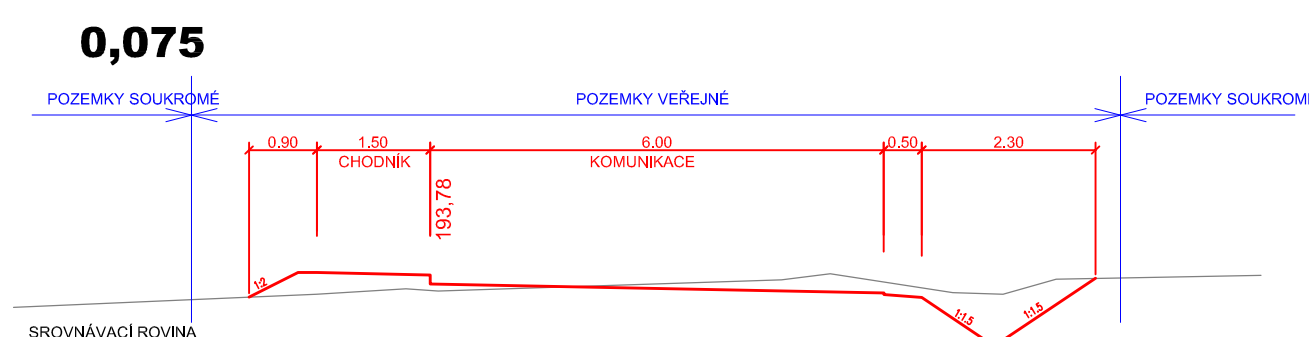 0,075
POZEMKY SOUKROMÉ
POZEMKY VEŘEJNÉ
POZEMKY SOUKROMÉ
0.90
1.50
6.00
0.50
2.30
CHODNÍK
KOMUNIKACE
193,78
1:2
1:1.5
1:1.5
SROVNÁVACÍ ROVINA